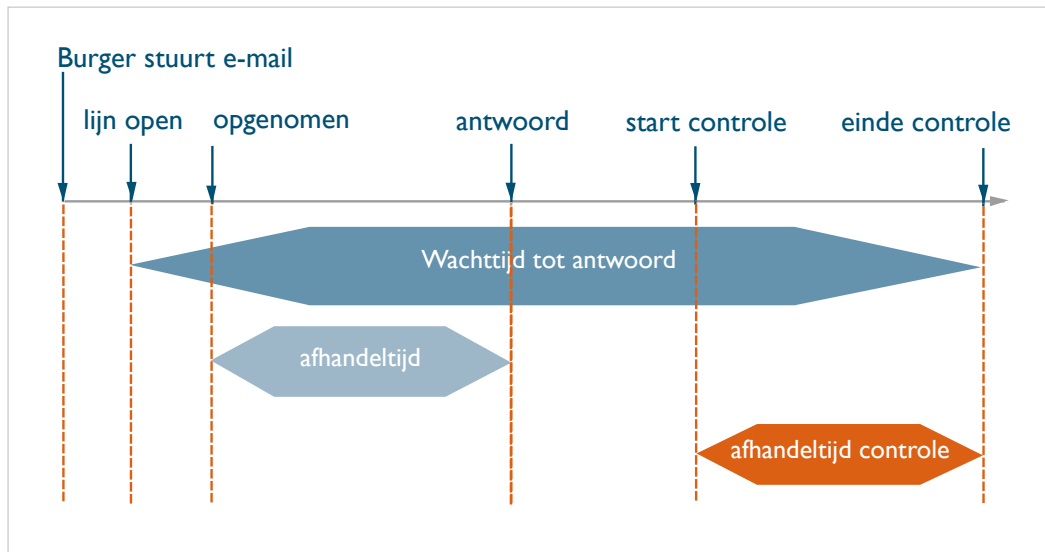 Burger stuurt e-mail
lijn open
opgenomen
antwoord
start controle
einde controle
Wachttijd tot antwoord
afhandeltijd
afhandeltijd controle